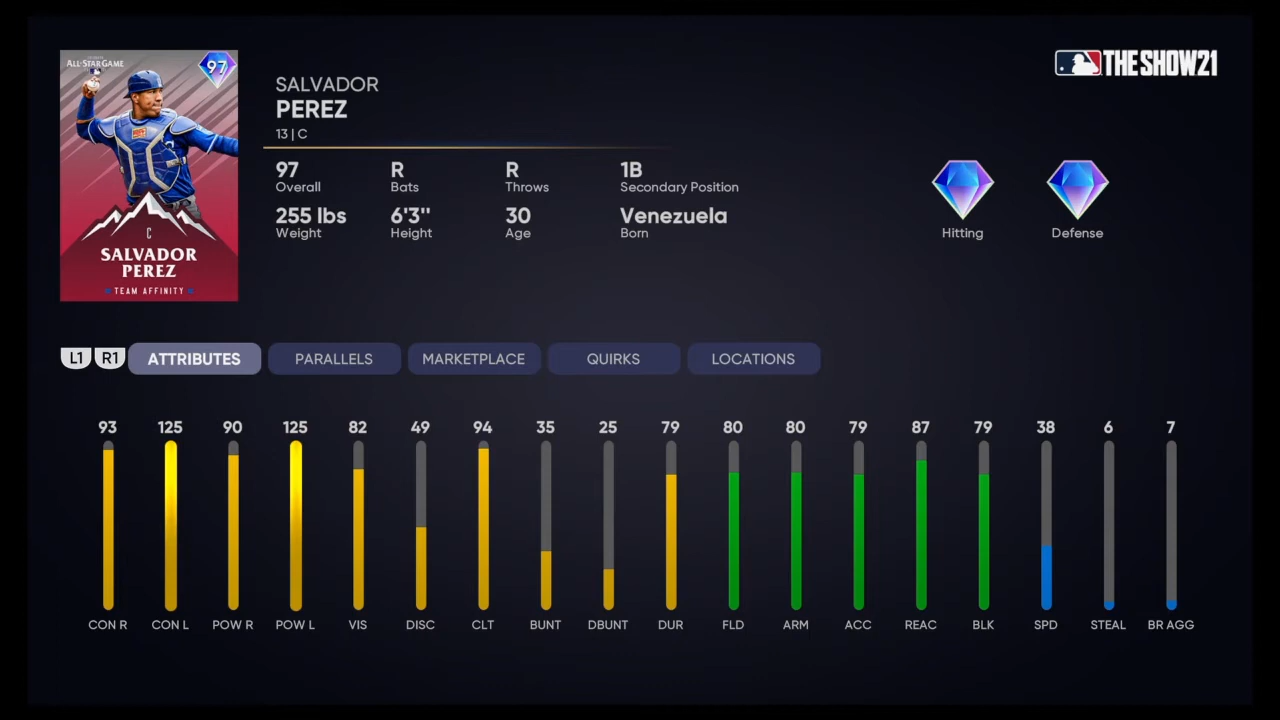 ALL★STAR GAME
97
C
SALVADOR
PEREZ
TEAM AFFINITY
SALVADOR
PEREZ
13 | C
97 R R 1B
Overall Bats Throws Secondary Position
255 lbs 6'3" 30 Venezuela
Weight Height Age Born
THE SHOW21
Hitting Defense
L1 R1 ATTRIBUTES PARALLELS MARKETPLACE QUIRKS LOCATIONS
93 125 90 125 82 49 94 35 25 79 80 80 79 87 79 38 6 7
CON R CON L POW R POW L VIS DISC CLT BUNT DBUNT DUR FLD ARM ACC REAC BLK SPD STEAL BR AGG